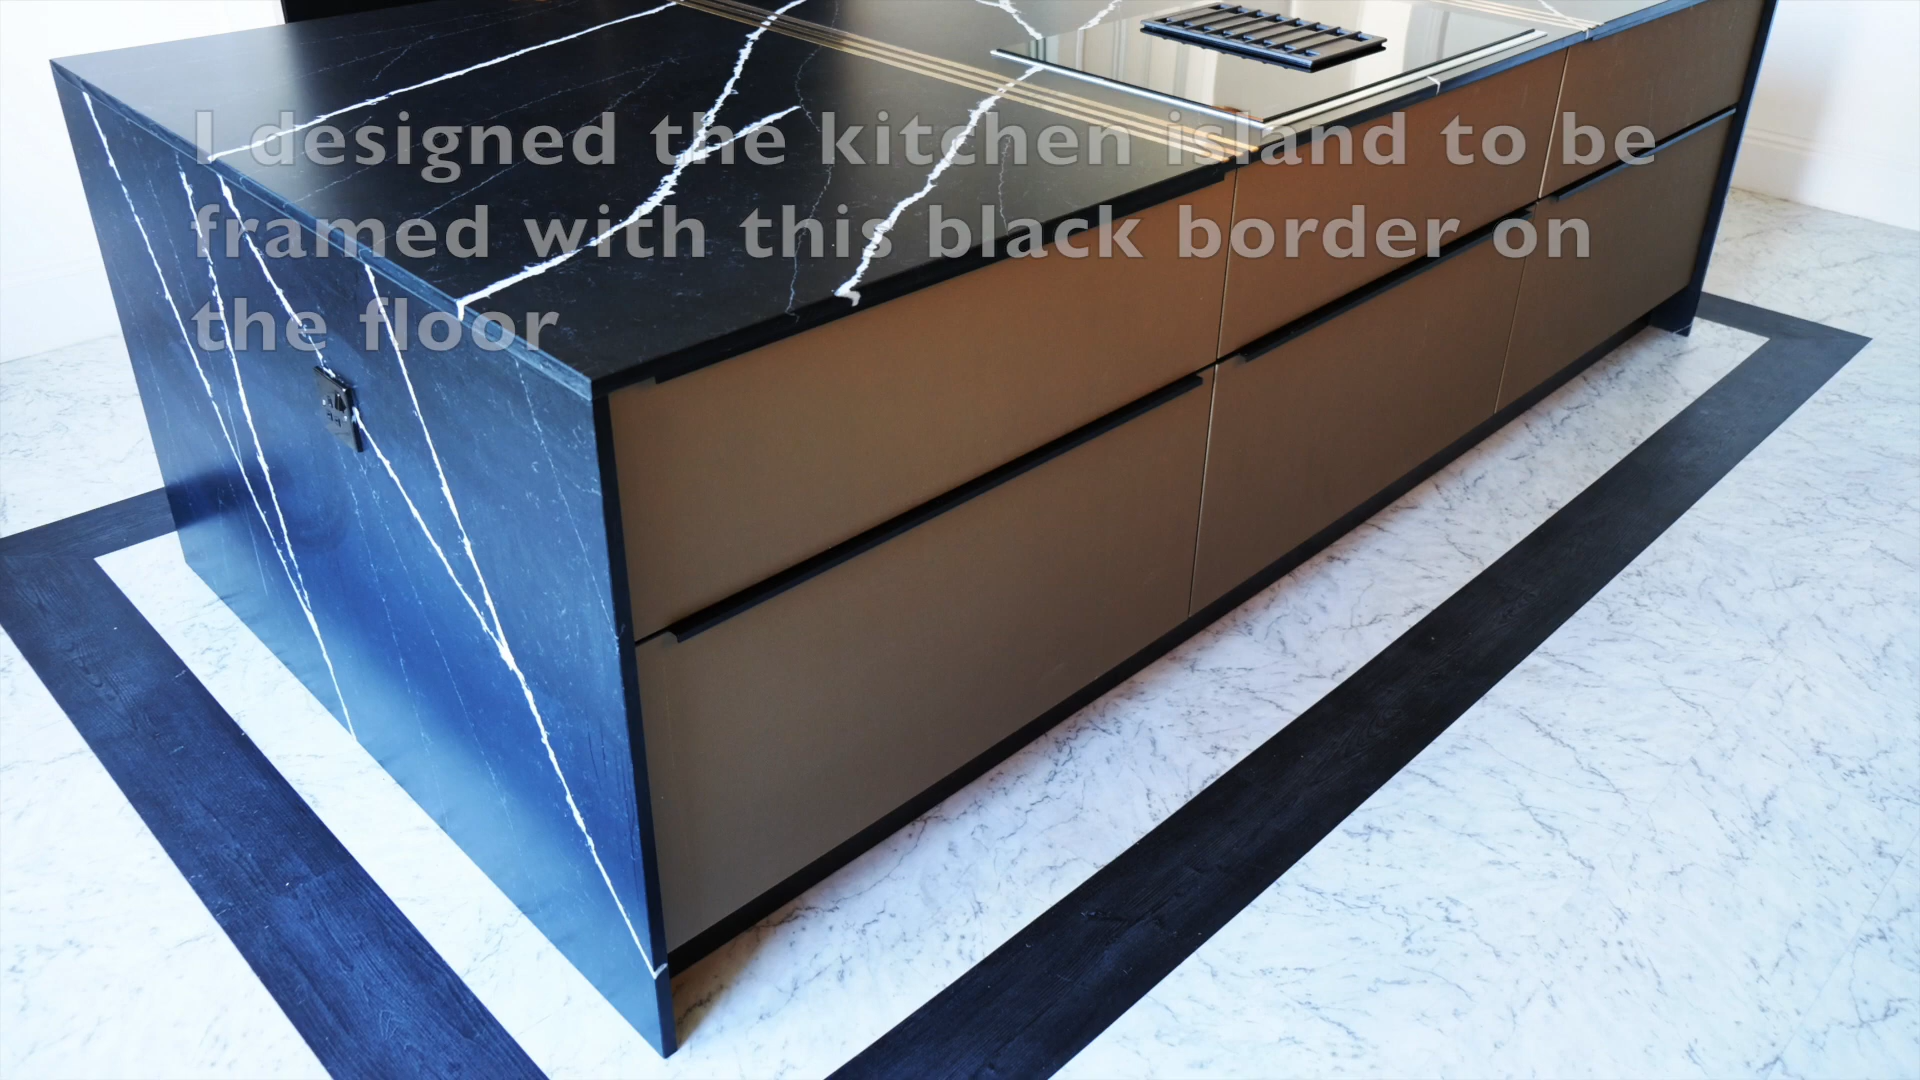 I designed the kitchen island to be
framed with this black border on
the floor